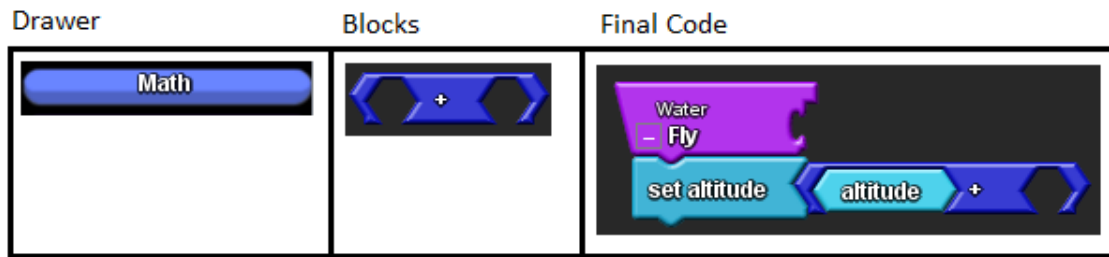 Drawer Blocks Final Code
Math
+
Water
– Fly
set altitude altitude +